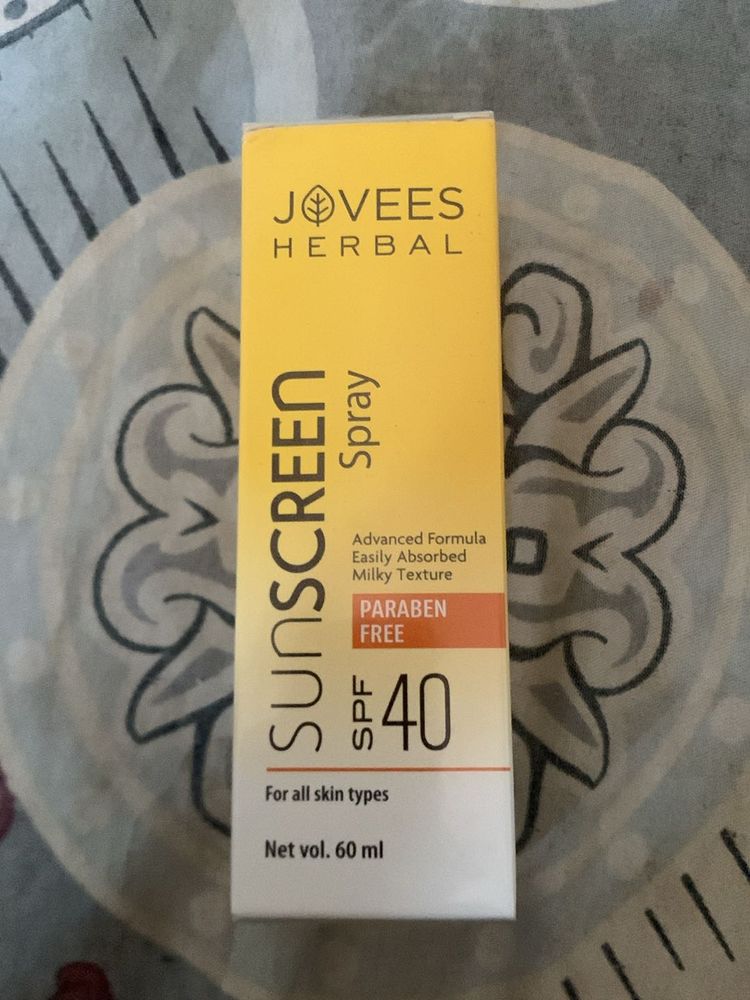 JOVEES
HERBAL
SUNSCREEN
Spray
Advanced Formula
Easily Absorbed
Milky Texture
PARABEN
FREE
SPF 40
For all skin types
Net vol. 60 ml